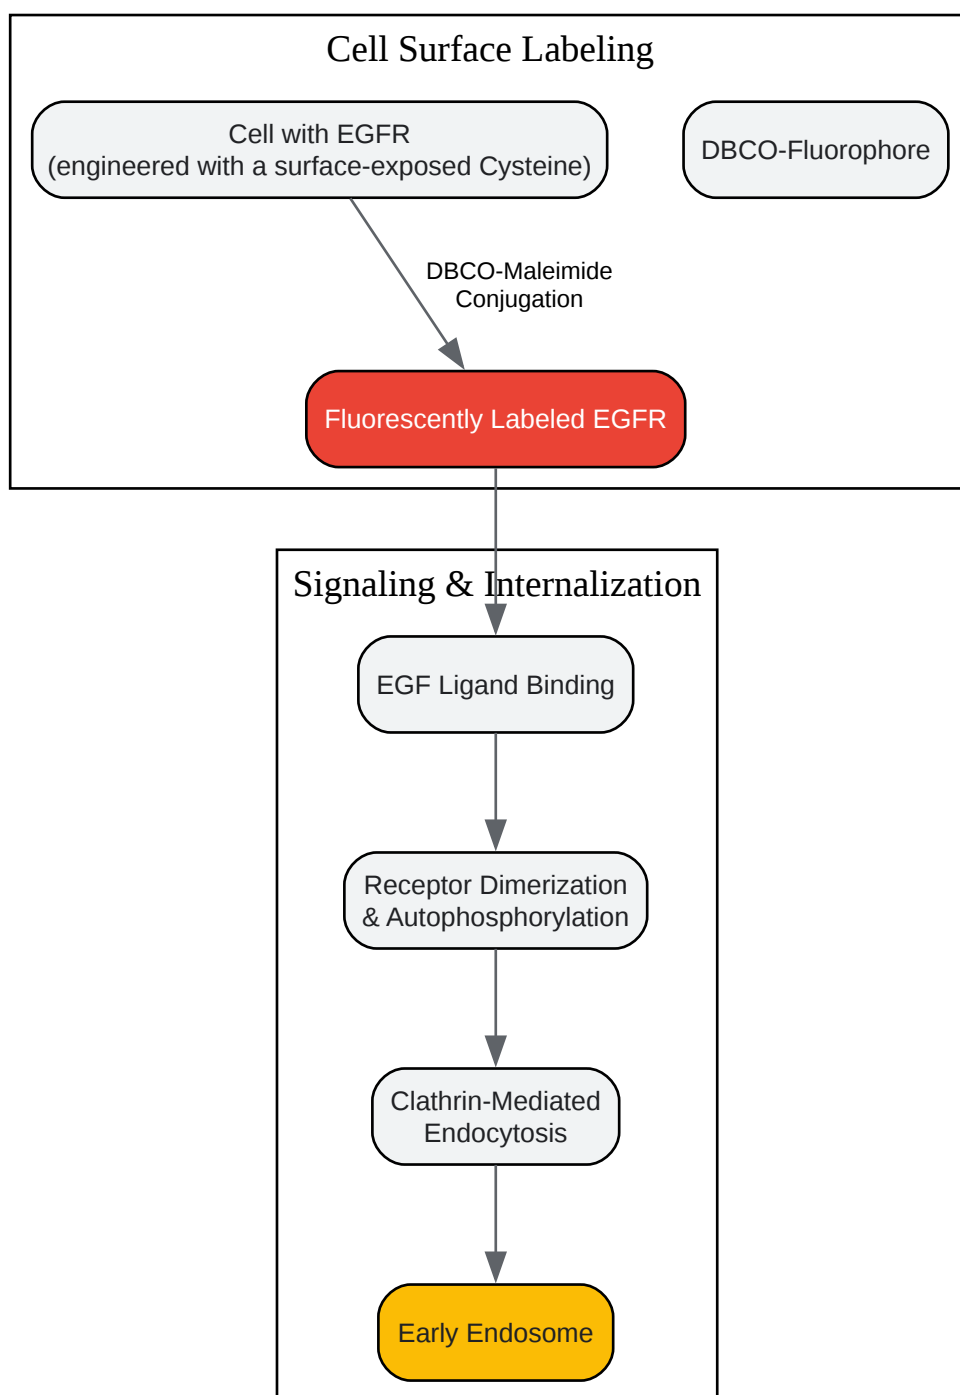 Cell Surface Labeling
Cell with EGFR
(engineered with a surface-exposed Cysteine)
DBCO-Fluorophore
DBCO-Maleimide
Conjugation
Fluorescently Labeled EGFR
Signaling & Internalization
EGF Ligand Binding
Receptor Dimerization
& Autophosphorylation
Clathrin-Mediated
Endocytosis
Early Endosome